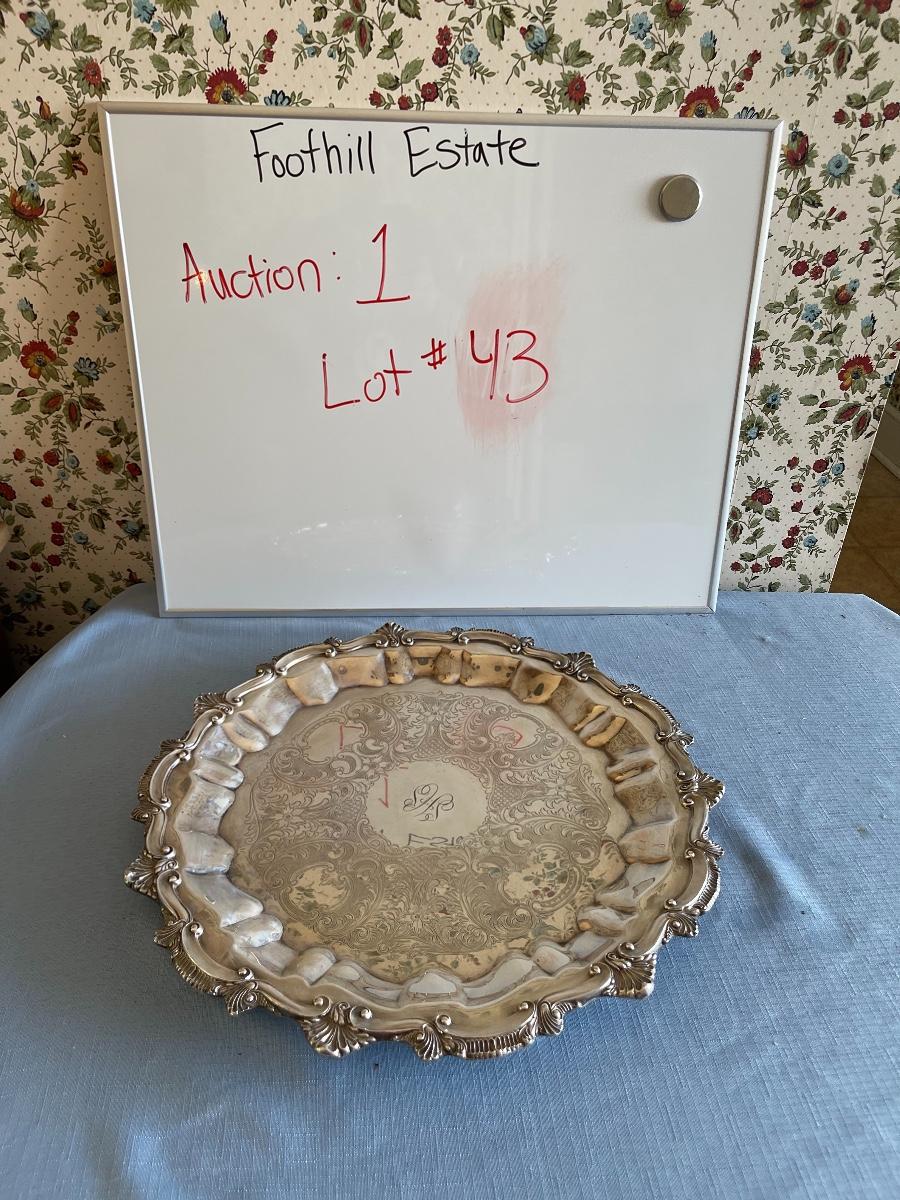 Foothill Estate
Auction: 1
Lot # 43